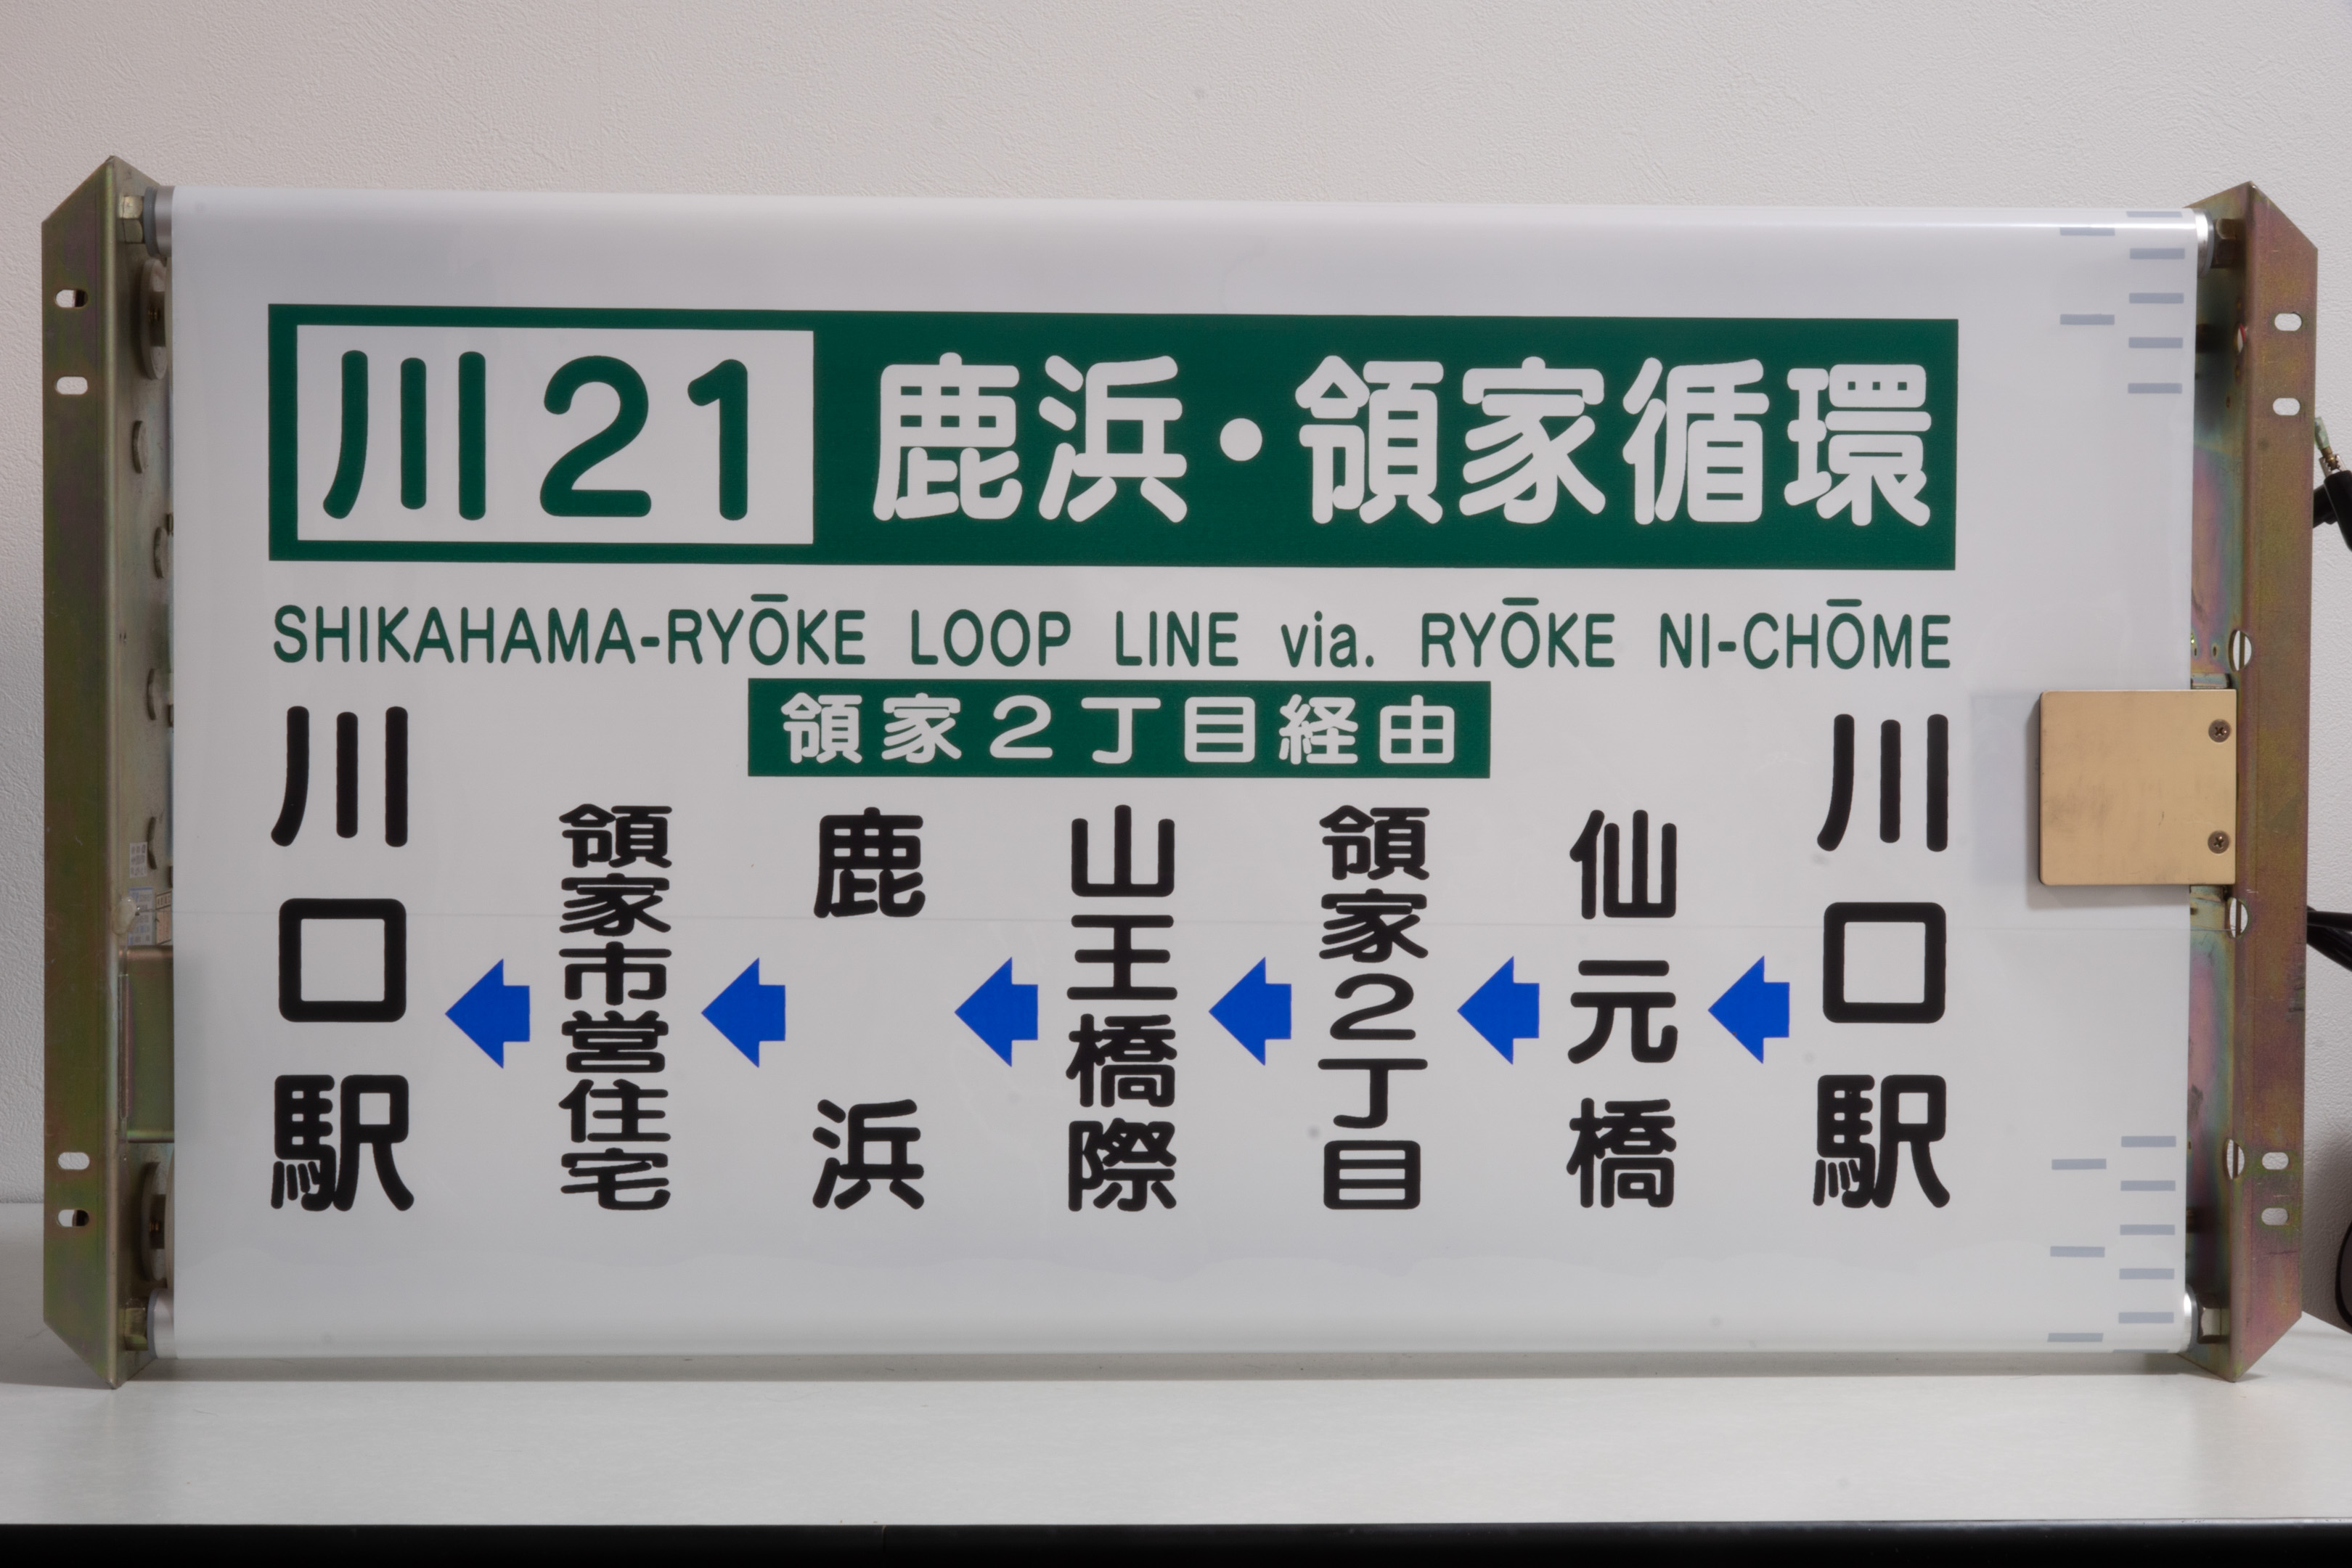 川21 鹿浜・領家循環
SHIKAHAMA-RYŌKE LOOP LINE via. RYŌKE NI-CHŌME
領家2丁目経由
川口駅
仙元橋
領家2丁目
山王橋際
鹿浜
領家市営住宅
川口駅